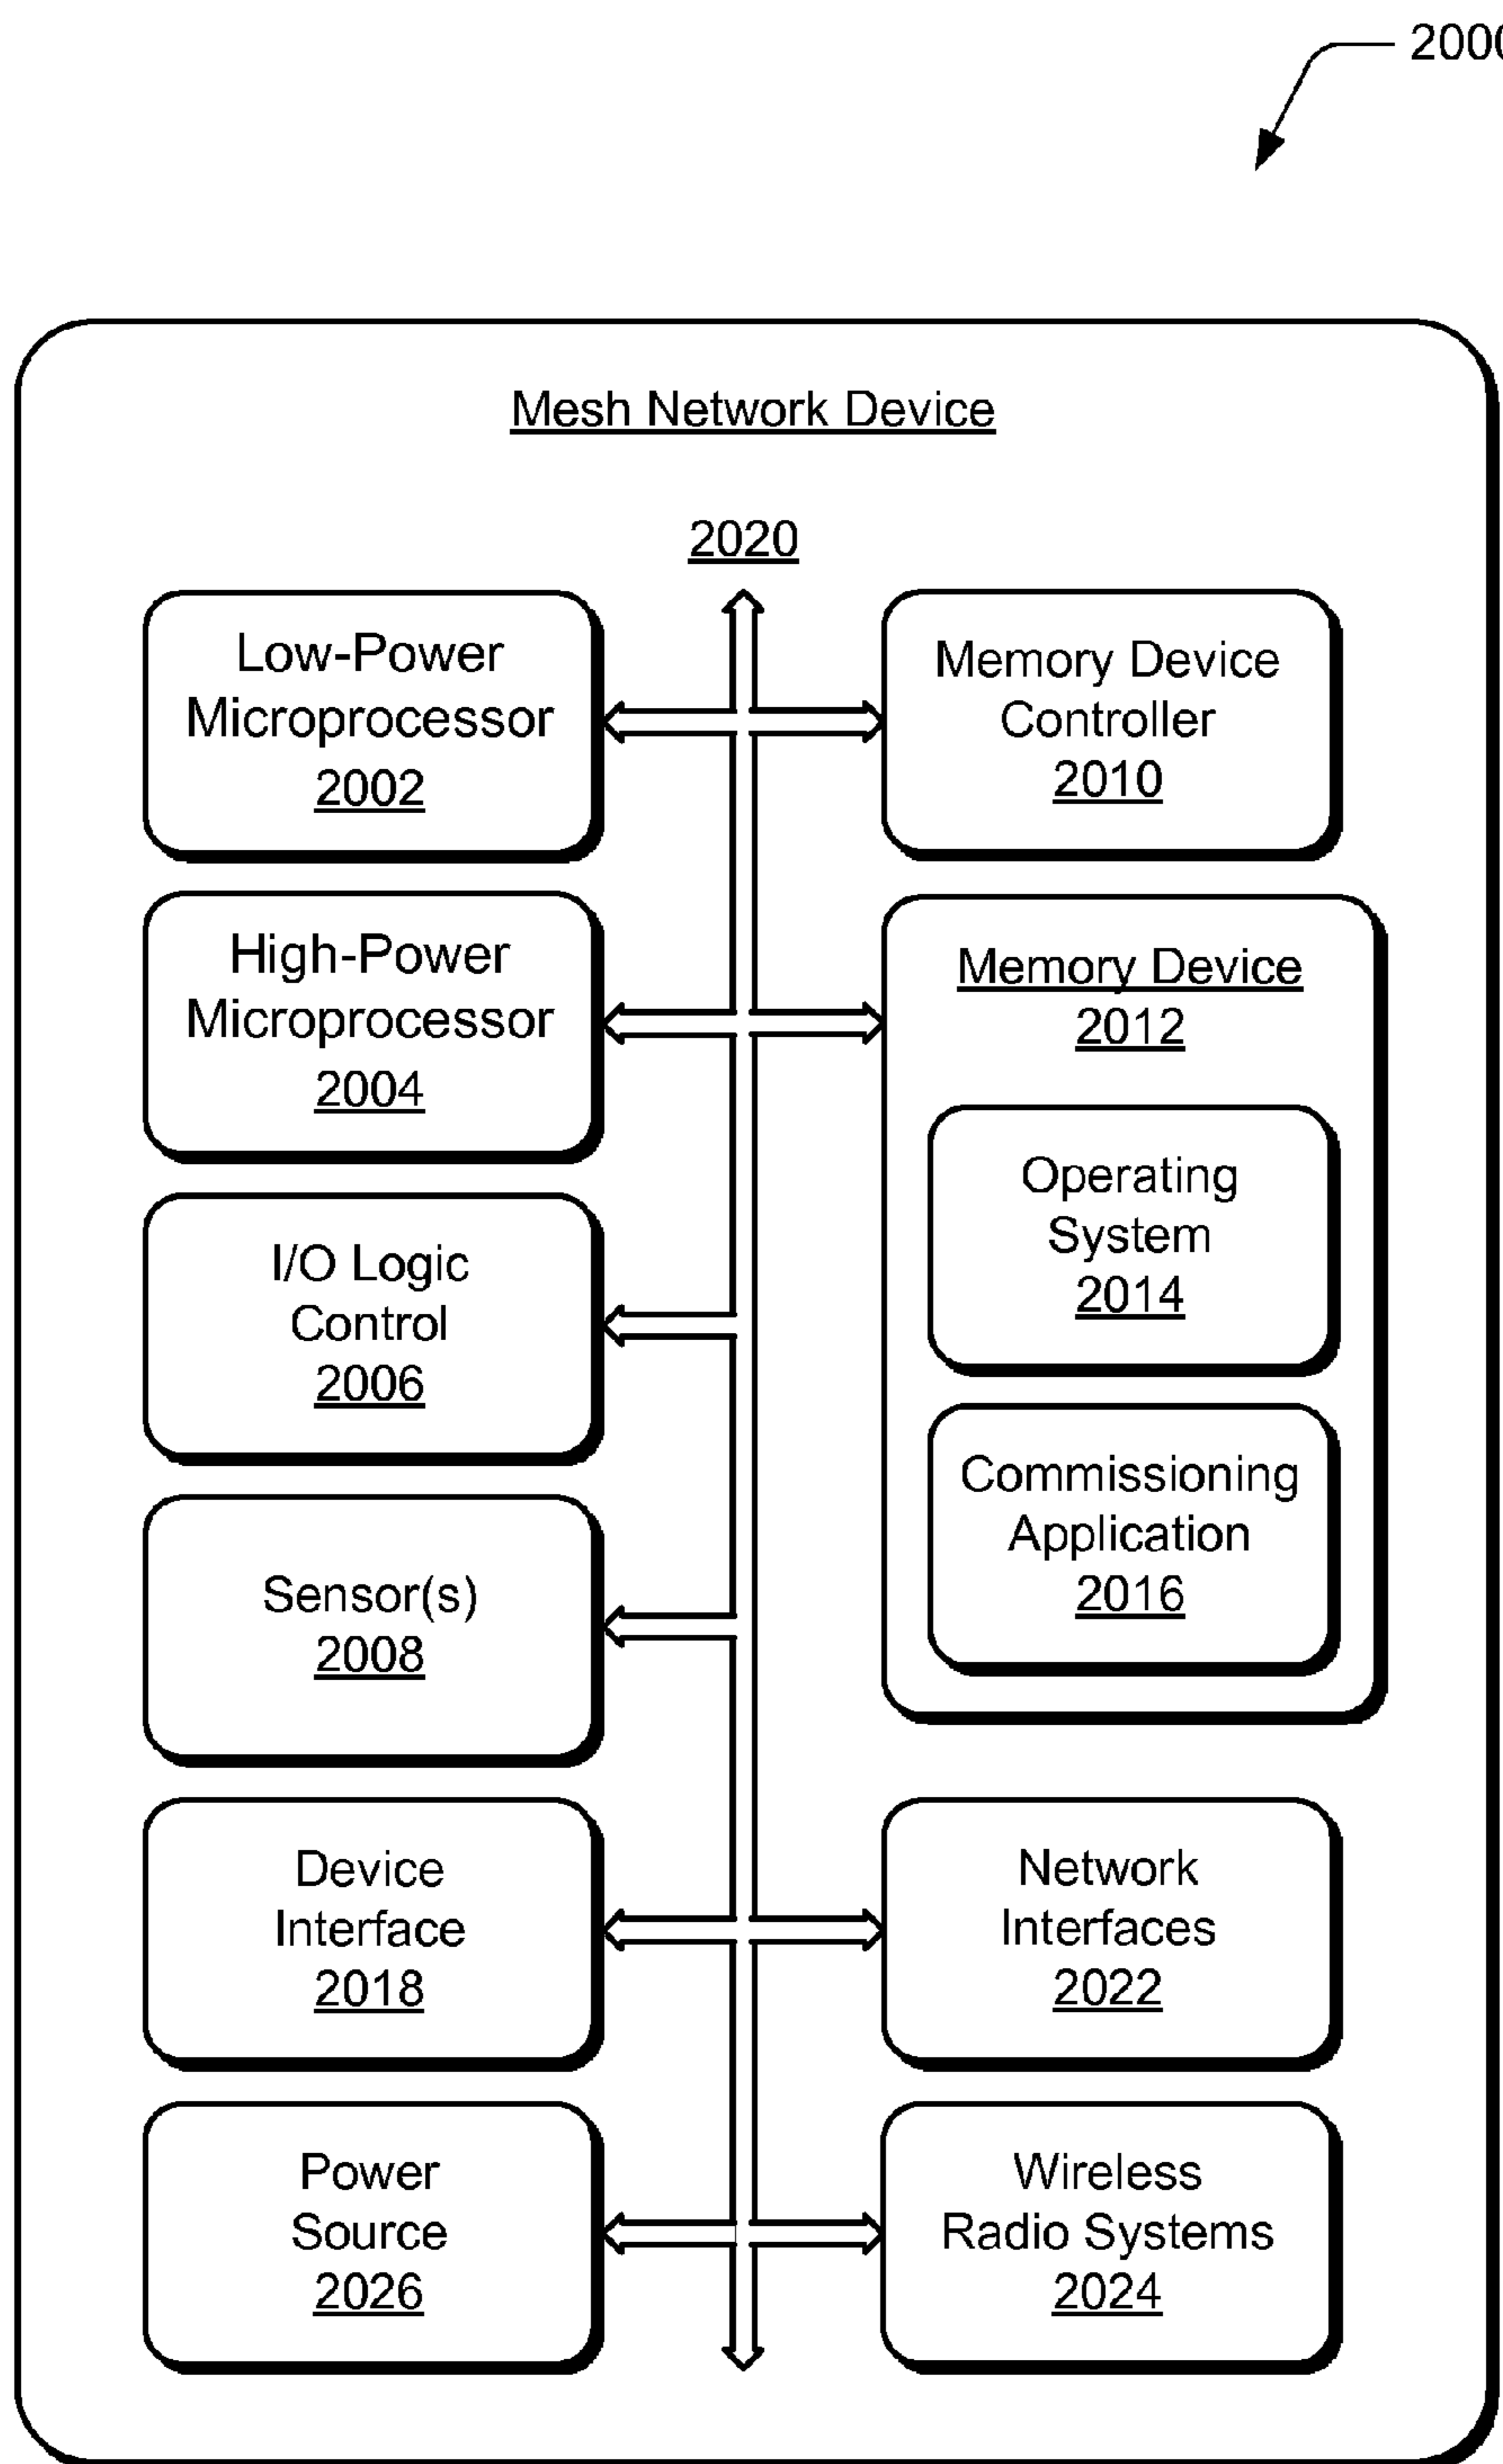 2000
Mesh Network Device
2020
Low-Power
Microprocessor
2002
High-Power
Microprocessor
2004
I/O Logic
Control
2006
Sensor(s)
2008
Device
Interface
2018
Power
Source
2026
Memory Device
Controller
2010
Memory Device
2012
Operating
System
2014
Commissioning
Application
2016
Network
Interfaces
2022
Wireless
Radio Systems
2024